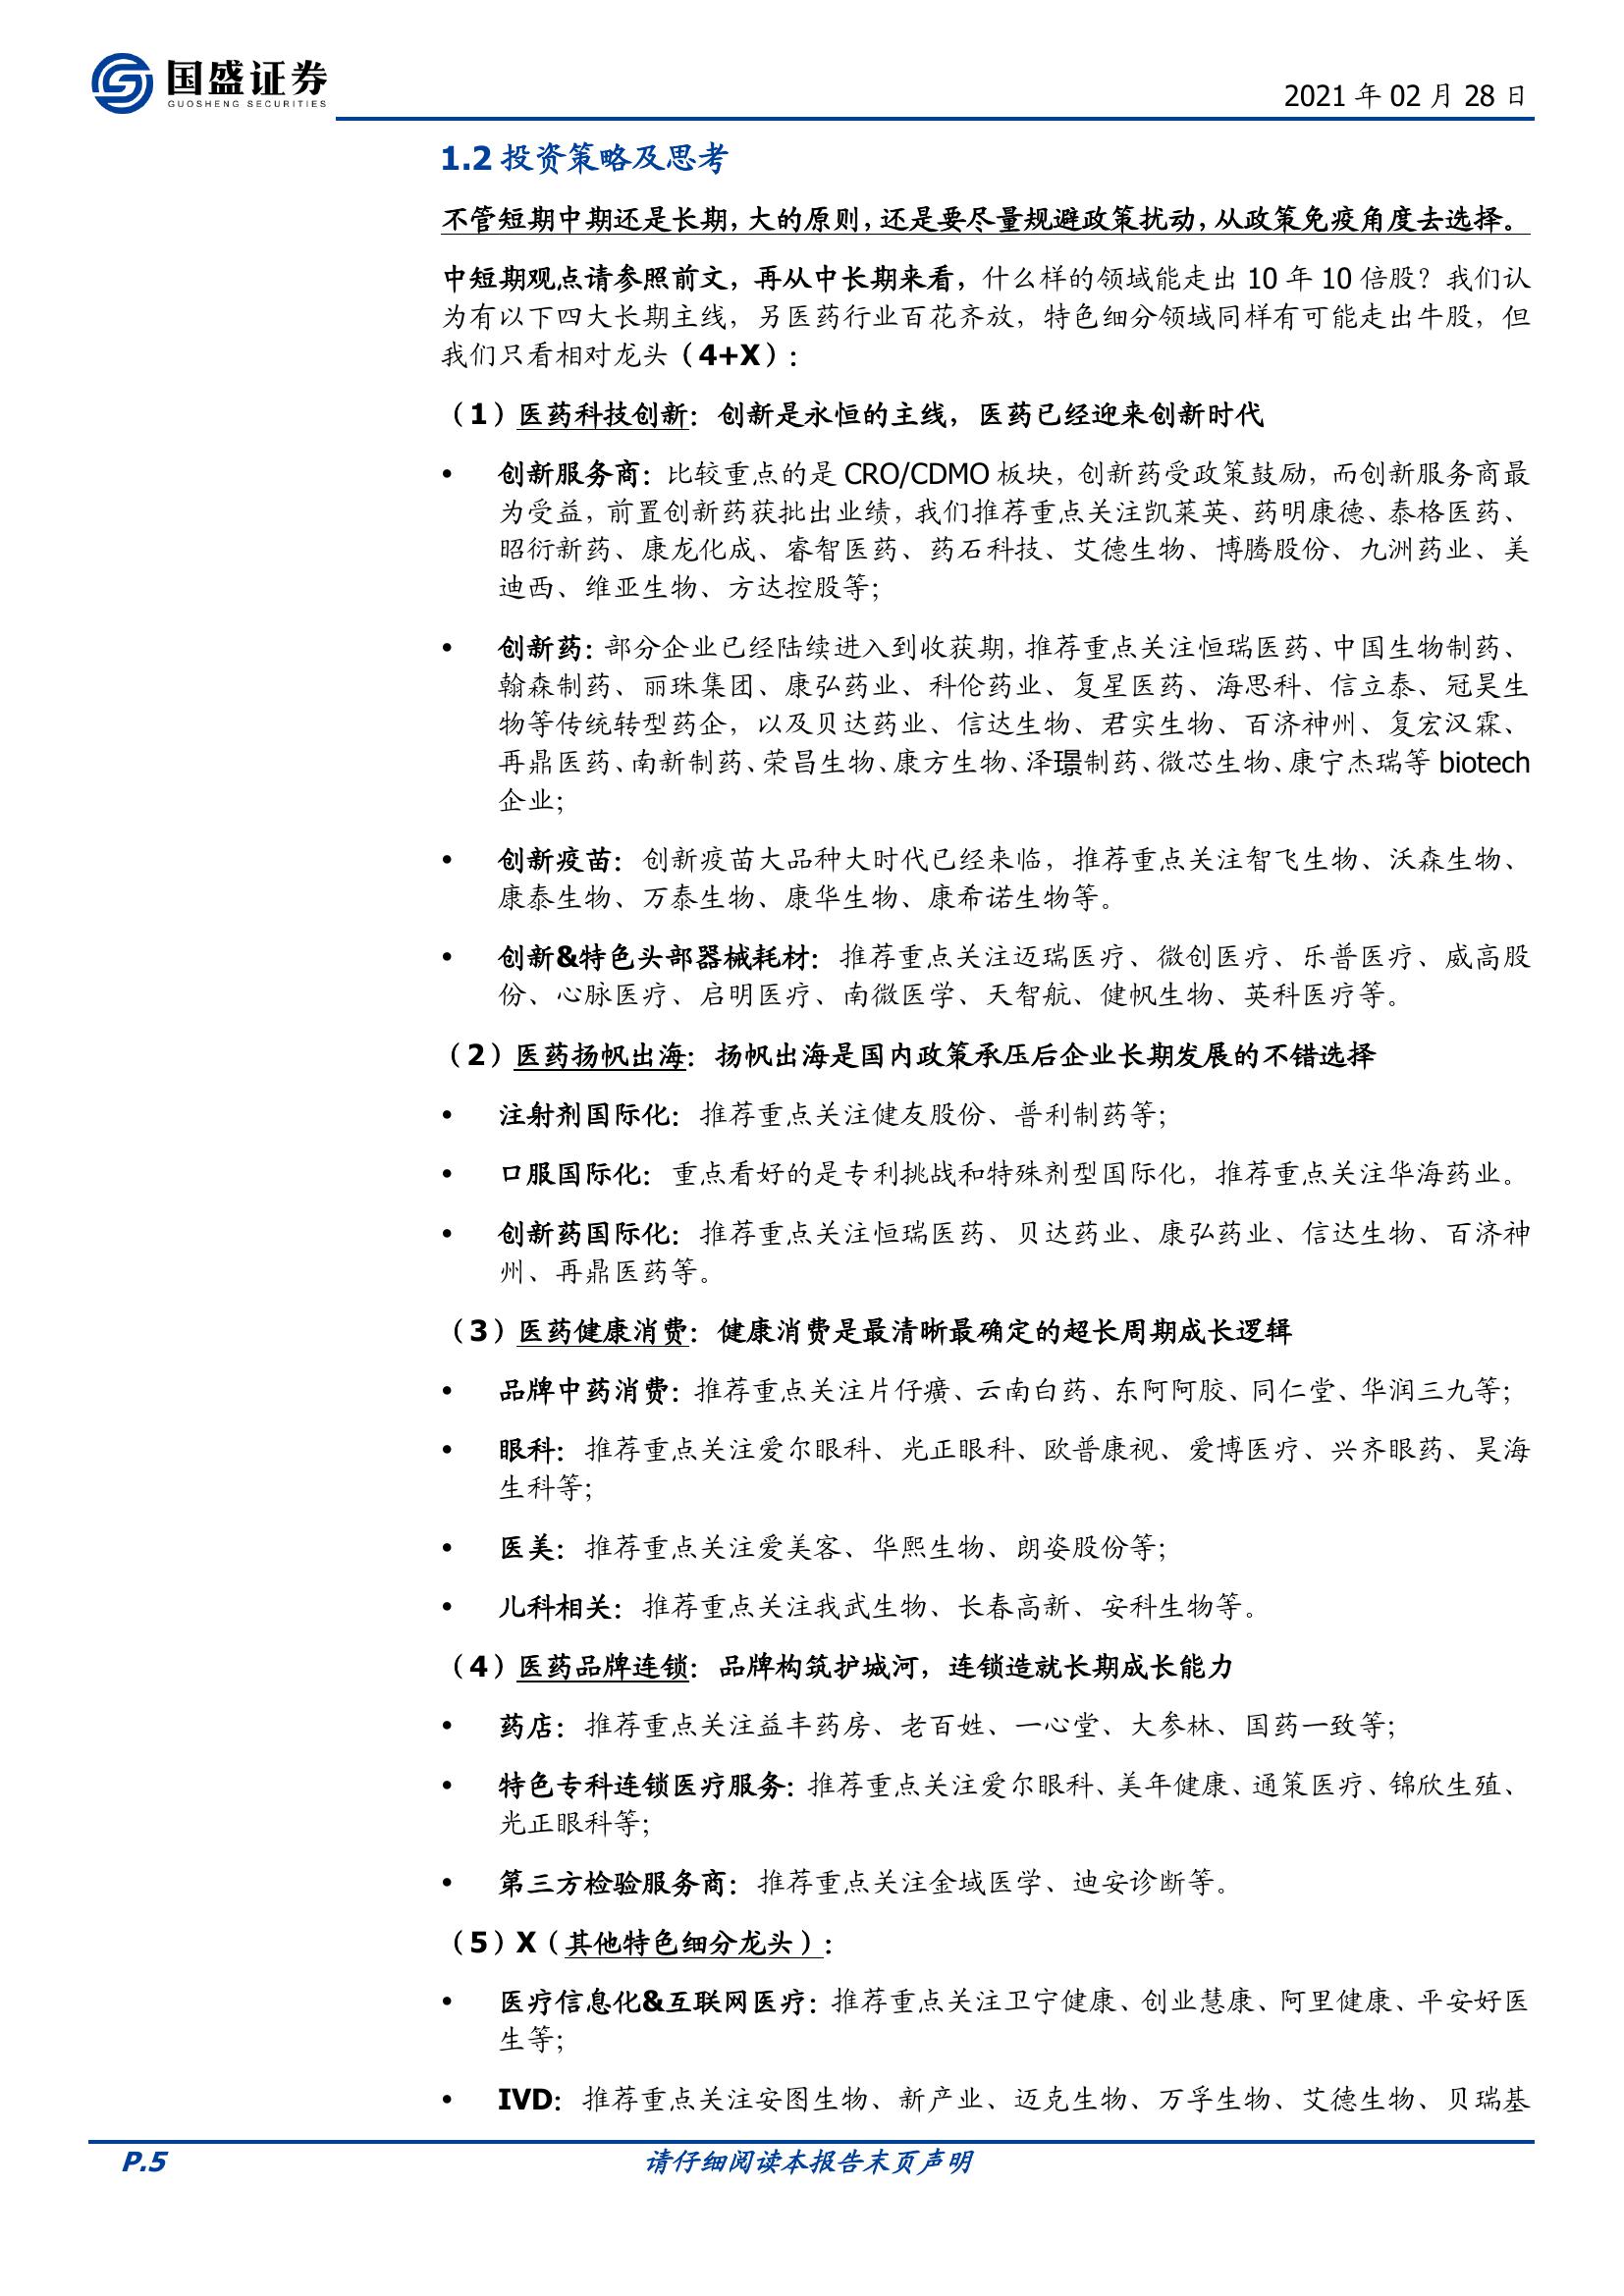 国盛证券
GUOSHENG SECURITIES
2021 年 02 月 28 日
1.2 投资策略及思考
不管短期中期还是长期，大的原则，还是要尽量规避政策扰动，从政策免疫角度去选择。
中短期观点请参照前文，再从中长期来看，什么样的领域能走出 10 年 10 倍股？我们认
为有以下四大长期主线，另医药行业百花齐放，特色细分领域同样有可能走出牛股，但
我们只看相对龙头（4+X）：
（1）医药科技创新：创新是永恒的主线，医药已经迎来创新时代
• 创新服务商：比较重点的是 CRO/CDMO 板块，创新药受政策鼓励，而创新服务商最
为受益，前置创新药获批出业绩，我们推荐重点关注凯莱英、药明康德、泰格医药、
昭衍新药、康龙化成、睿智医药、药石科技、艾德生物、博腾股份、九洲药业、美
迪西、维亚生物、方达控股等；
• 创新药：部分企业已经陆续进入到收获期，推荐重点关注恒瑞医药、中国生物制药、
翰森制药、丽珠集团、康弘药业、科伦药业、复星医药、海思科、信立泰、冠昊生
物等传统转型药企，以及贝达药业、信达生物、君实生物、百济神州、复宏汉霖、
再鼎医药、南新制药、荣昌生物、康方生物、泽璟制药、微芯生物、康宁杰瑞等 biotech
企业；
• 创新疫苗：创新疫苗大品种大时代已经来临，推荐重点关注智飞生物、沃森生物、
康泰生物、万泰生物、康华生物、康希诺生物等。
• 创新&特色头部器械耗材：推荐重点关注迈瑞医疗、微创医疗、乐普医疗、威高股
份、心脉医疗、启明医疗、南微医学、天智航、健帆生物、英科医疗等。
（2）医药扬帆出海：扬帆出海是国内政策承压后企业长期发展的不错选择
• 注射剂国际化：推荐重点关注健友股份、普利制药等；
• 口服国际化：重点看好的是专利挑战和特殊剂型国际化，推荐重点关注华海药业。
• 创新药国际化：推荐重点关注恒瑞医药、贝达药业、康弘药业、信达生物、百济神
州、再鼎医药等。
（3）医药健康消费：健康消费是最清晰最确定的超长周期成长逻辑
• 品牌中药消费：推荐重点关注片仔癀、云南白药、东阿阿胶、同仁堂、华润三九等；
• 眼科：推荐重点关注爱尔眼科、光正眼科、欧普康视、爱博医疗、兴齐眼药、昊海
生科等；
• 医美：推荐重点关注爱美客、华熙生物、朗姿股份等；
• 儿科相关：推荐重点关注我武生物、长春高新、安科生物等。
（4）医药品牌连锁：品牌构筑护城河，连锁造就长期成长能力
• 药店：推荐重点关注益丰药房、老百姓、一心堂、大参林、国药一致等；
• 特色专科连锁医疗服务：推荐重点关注爱尔眼科、美年健康、通策医疗、锦欣生殖、
光正眼科等；
• 第三方检验服务商：推荐重点关注金域医学、迪安诊断等。
（5）X（其他特色细分龙头）：
• 医疗信息化&互联网医疗：推荐重点关注卫宁健康、创业慧康、阿里健康、平安好医
生等；
• IVD：推荐重点关注安图生物、新产业、迈克生物、万孚生物、艾德生物、贝瑞基
P.5
请仔细阅读本报告末页声明